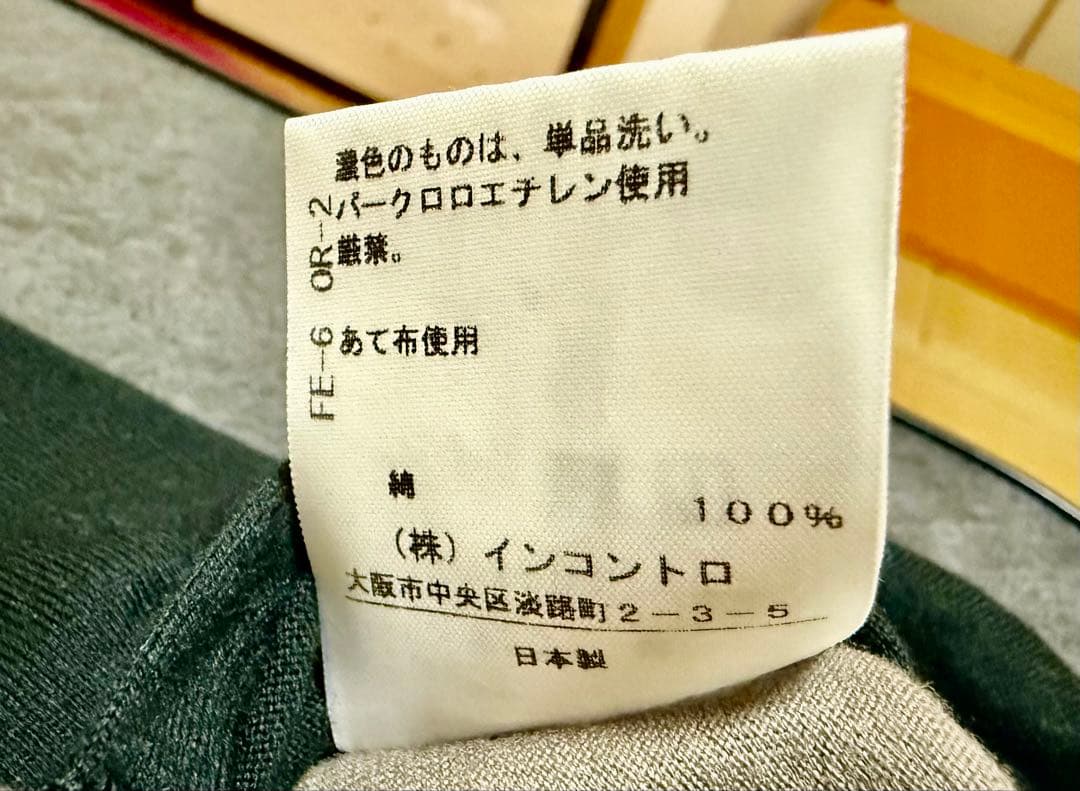 濃色のものは、単品洗い。
パークロロエチレン使用
厳禁。
あて布使用
OR-2
FE-6
綿 100%
（株）インコントロ
大阪市中央区淡路町2-3-5
日本製